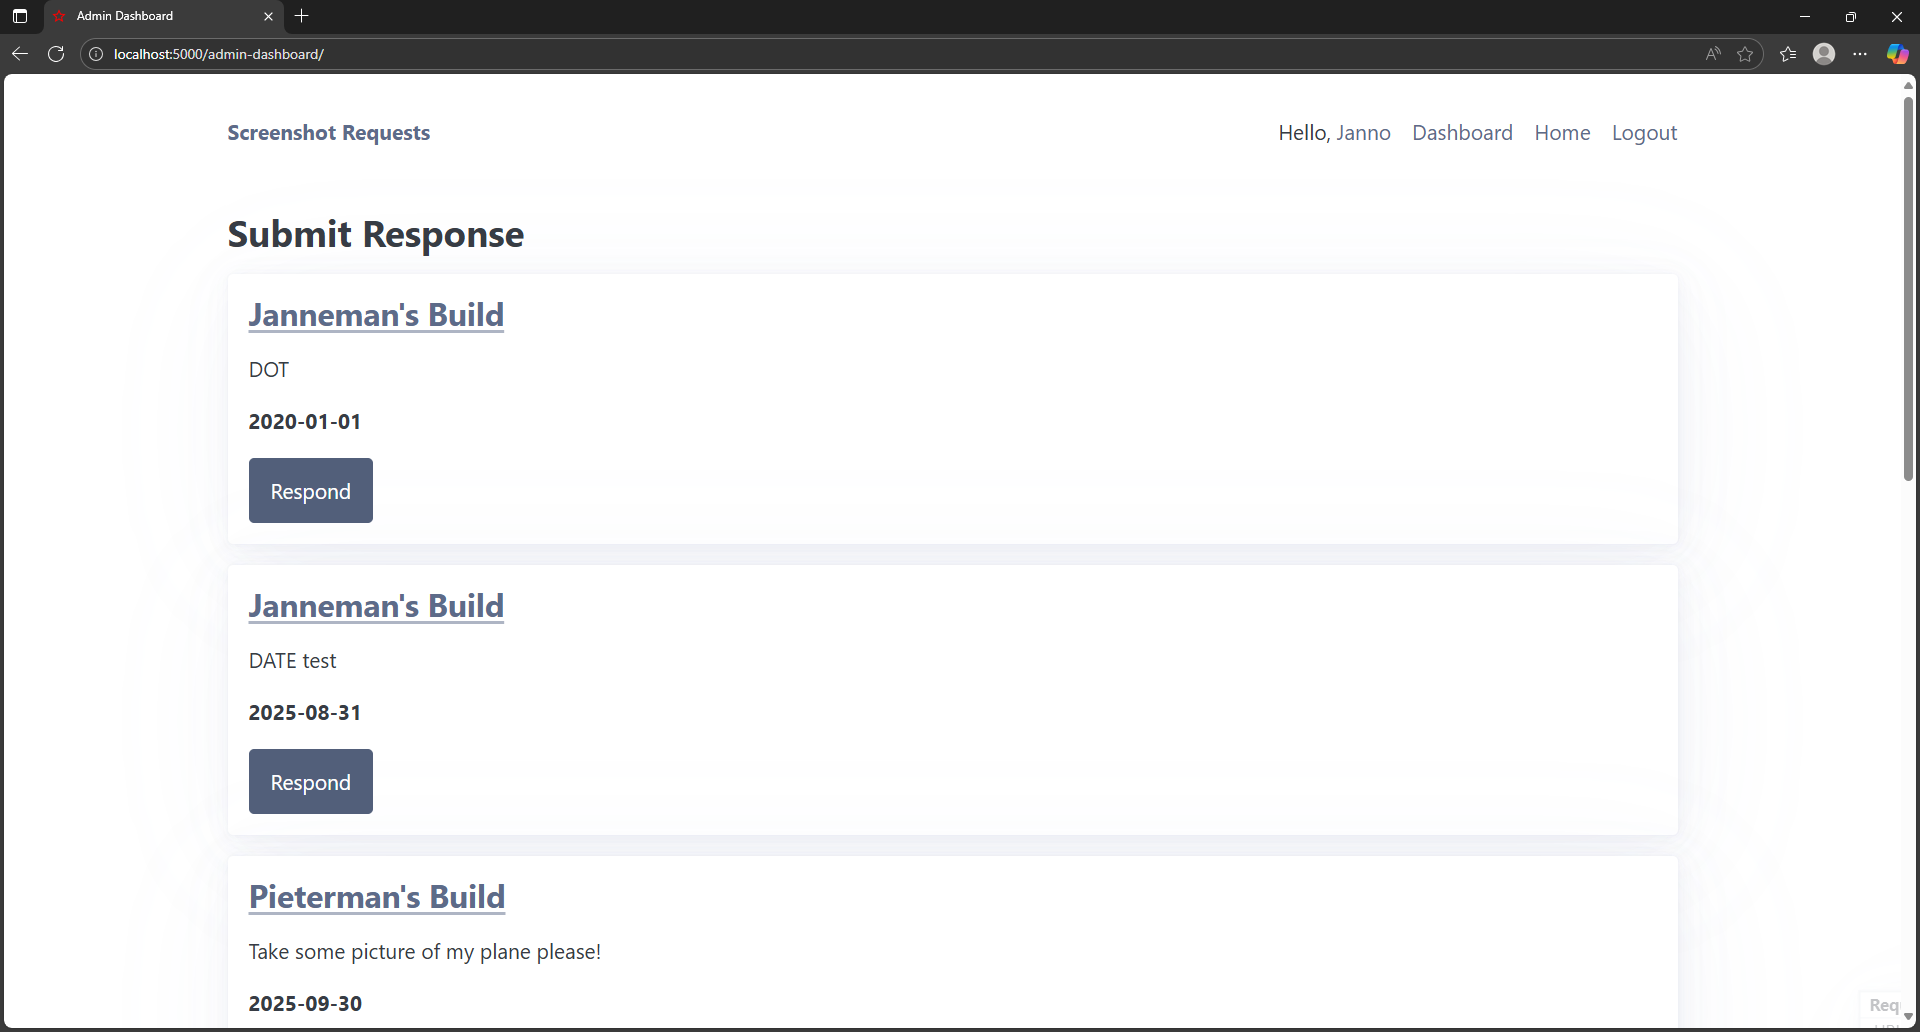 Admin Dashboard
localhost:5000/admin-dashboard/
Screenshot Requests
Hello, Janno Dashboard Home Logout
Submit Response
Janneman's Build
DOT
2020-01-01
Respond
Janneman's Build
DATE test
2025-08-31
Respond
Pieterman's Build
Take some picture of my plane please!
2025-09-30
Req